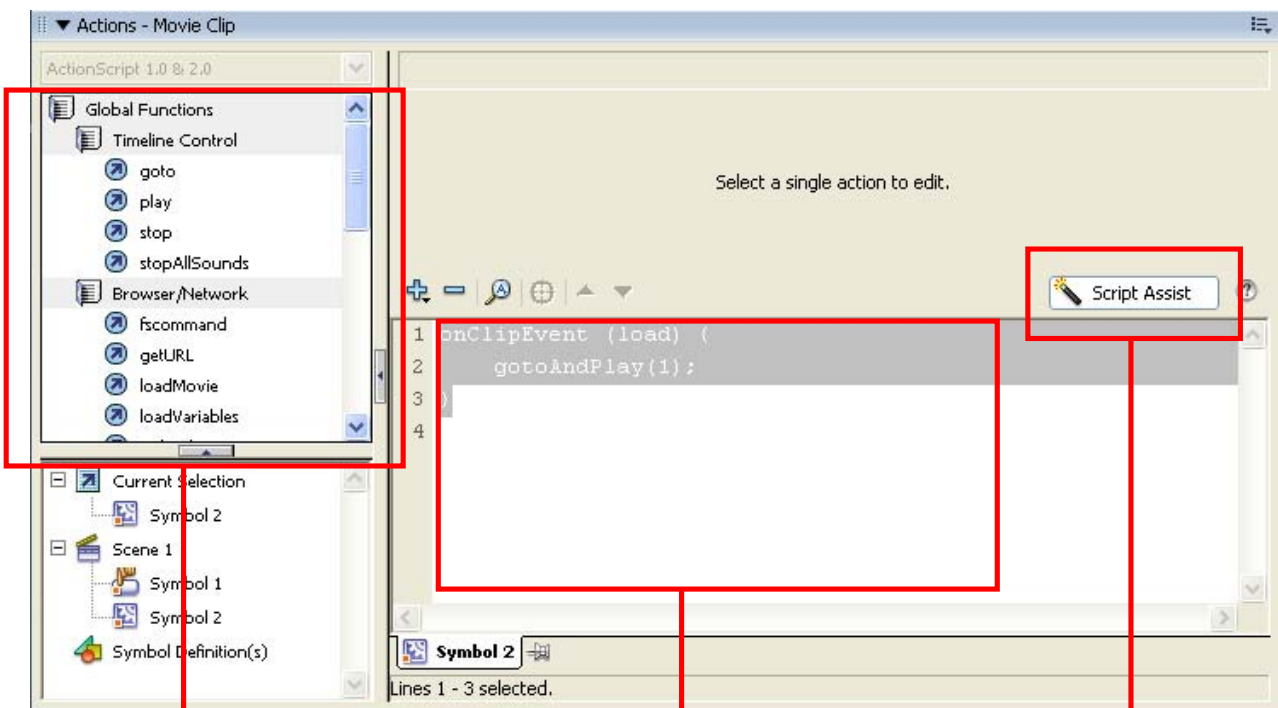 Actions - Movie Clip
ActionScript 1.0 & 2.0
Global Functions
Timeline Control
goto
play
stop
stopAllSounds
Browser/Network
fscommand
getURL
loadMovie
loadVariables
Current Selection
Symbol 2
Scene 1
Symbol 1
Symbol 2
Symbol Definition(s)
Select a single action to edit.
Script Assist
1 onClipEvent (load) {
2 gotoAndPlay(1);
3 }
4
Symbol 2
Lines 1 - 3 selected.